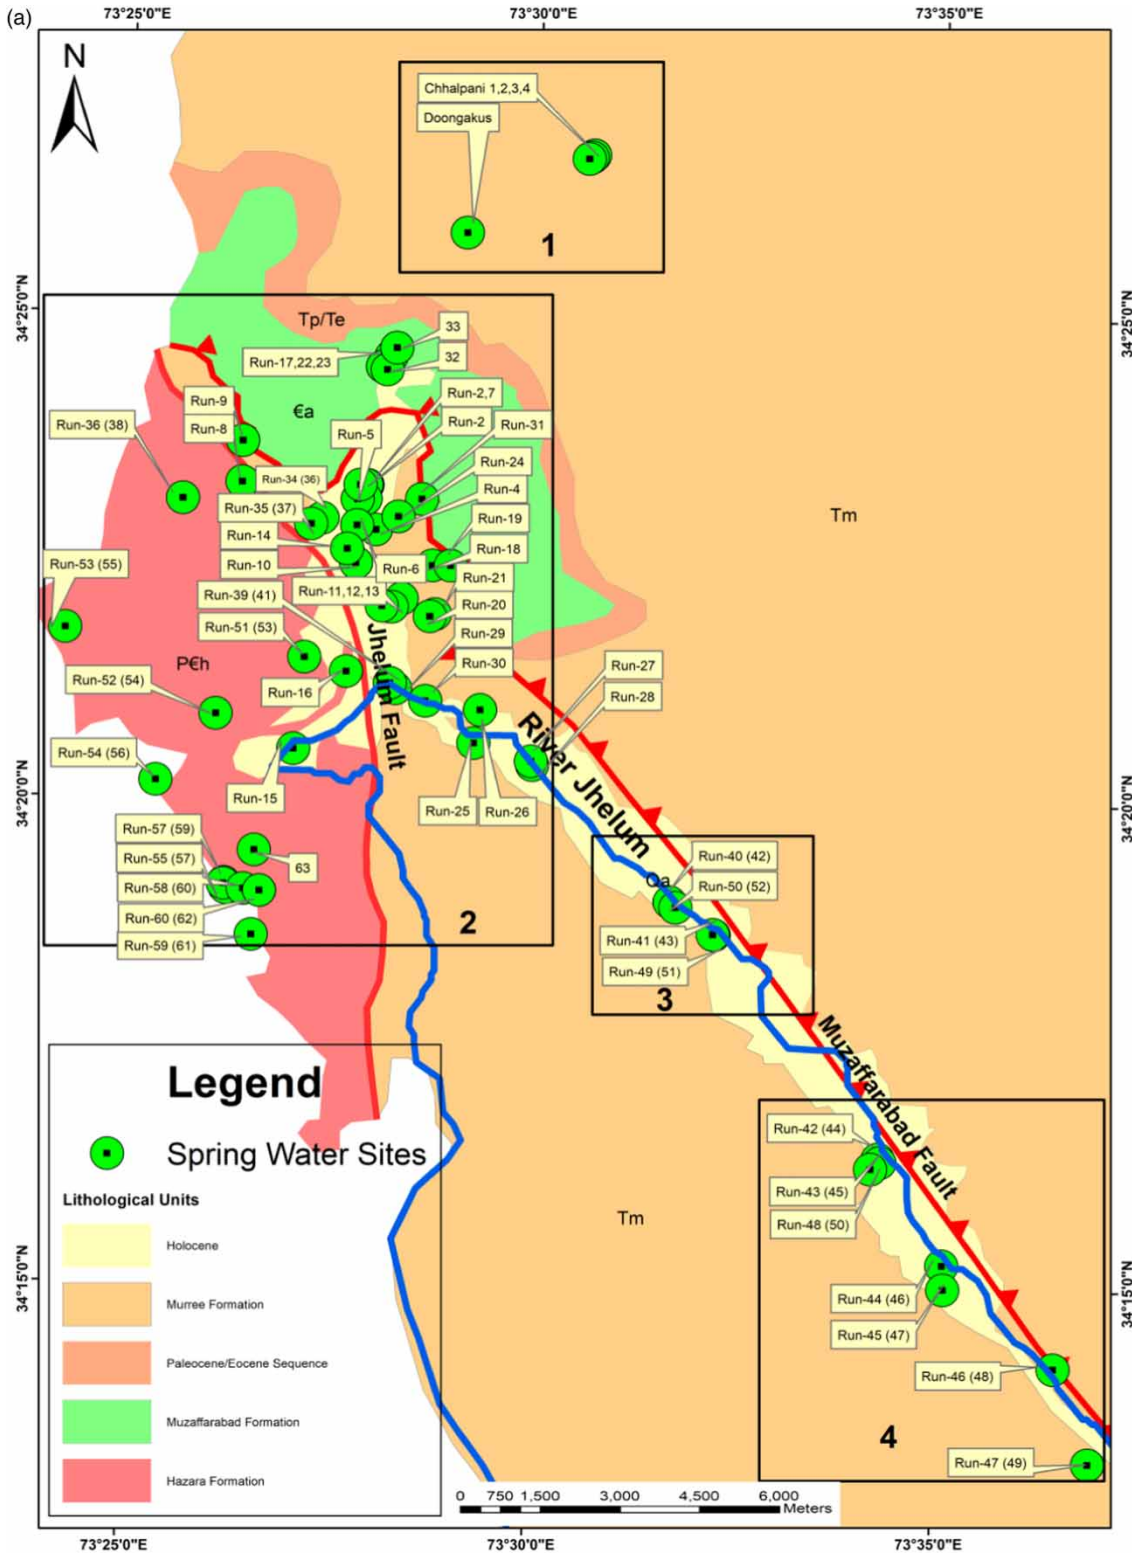 (a)
73°25'0"E
73°30'0"E
73°35'0"E
N
Chhalpani 1,2,3,4
Doongakus
1
34°25'0"N
34°25'0"N
Tp/Te
33
Run-17,22,23
32
Run-9
€a
Run-2,7
Run-36 (38)
Run-8
Run-5
Run-2
Run-31
Run-24
Run-34 (36)
Run-4
Run-35 (37)
Run-19
Tm
Run-14
Run-18
Run-53 (55)
Run-10
Run-6
Run-21
Run-39 (41)
Run-11,12,13
Run-20
Run-51 (53)
Run-29
P€h
Run-30
Run-27
Run-52 (54)
Run-16
Run-28
Jhelum Fault
River Jhelum
Run-54 (56)
Run-15
Run-25
Run-26
34°20'0"N
34°20'0"N
Run-57 (59)
Run-55 (57)
63
Run-40 (42)
Qa
Run-58 (60)
Run-50 (52)
Run-60 (62)
2
Run-59 (61)
Run-41 (43)
Run-49 (51)
3
Muzaffarabad Fault
Legend
Spring Water Sites
Lithological Units
Holocene
Murree Formation
Paleocene/Eocene Sequence
Muzaffarabad Formation
Hazara Formation
Tm
Run-42 (44)
Run-43 (45)
Run-48 (50)
34°15'0"N
34°15'0"N
Run-44 (46)
Run-45 (47)
Run-46 (48)
4
Run-47 (49)
0 750 1,500 3,000 4,500 6,000
Meters
73°25'0"E
73°30'0"E
73°35'0"E